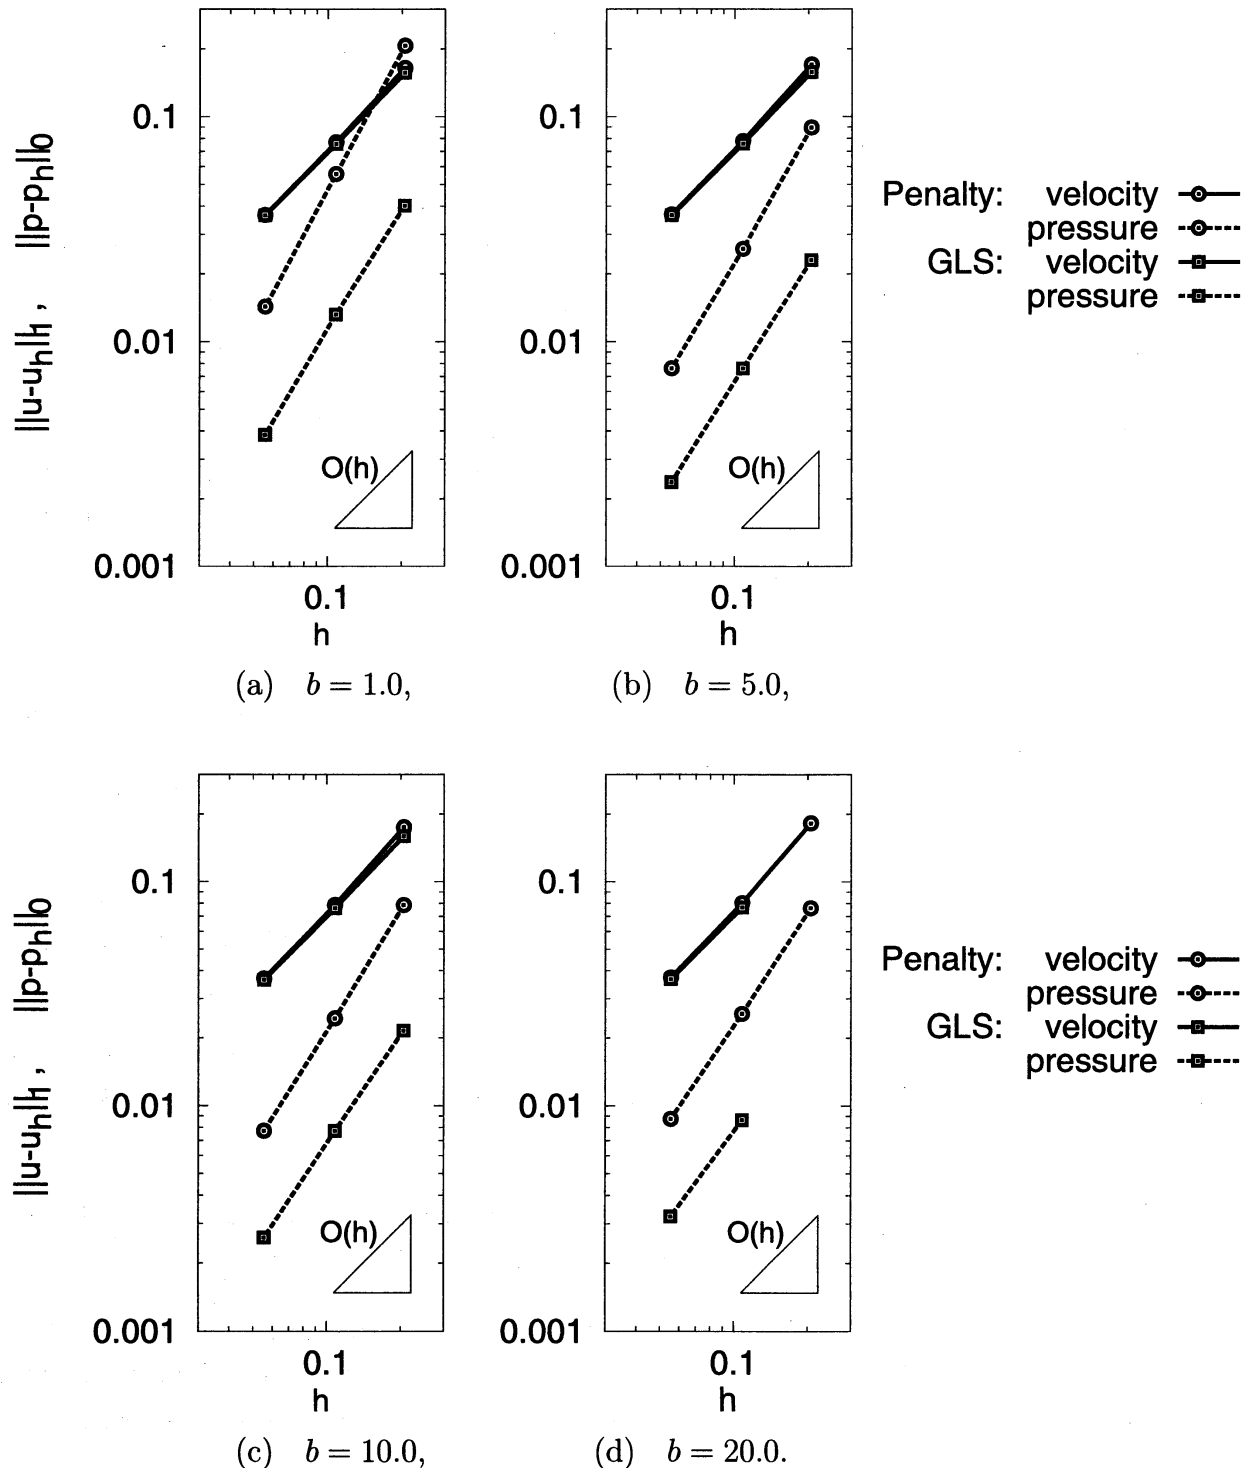 ||u-u_h||_1 , ||p-p_h||_0
0.1
0.01
0.001
O(h)
0.1
h
(a) b = 1.0,
0.1
0.01
0.001
O(h)
0.1
h
(b) b = 5.0,
Penalty: velocity
pressure
GLS: velocity
pressure
||u-u_h||_1 , ||p-p_h||_0
0.1
0.01
0.001
O(h)
0.1
h
(c) b = 10.0,
0.1
0.01
0.001
O(h)
0.1
h
(d) b = 20.0.
Penalty: velocity
pressure
GLS: velocity
pressure